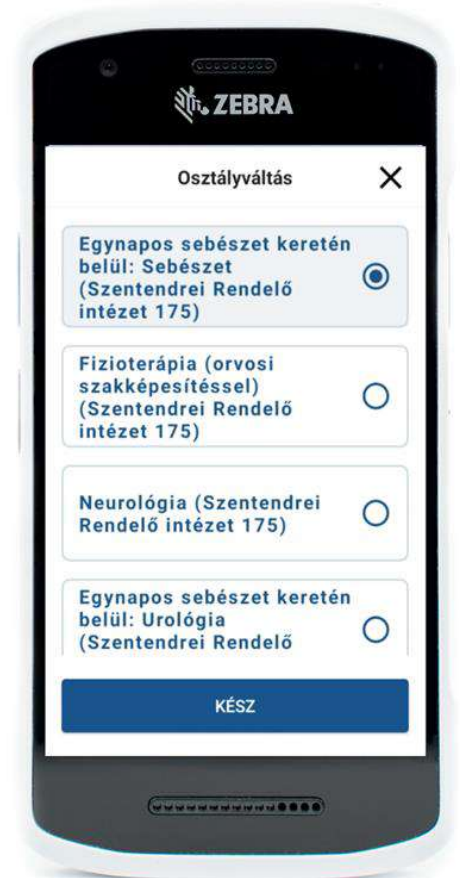 ZEBRA
Osztályváltás
Egynapos sebészet keretén
belül: Sebészet
(Szentendrei Rendelő
intézet 175)
Fizioterápia (orvosi
szakképesítéssel)
(Szentendrei Rendelő
intézet 175)
Neurológia (Szentendrei
Rendelő intézet 175)
Egynapos sebészet keretén
belül: Urológia
(Szentendrei Rendelő
KÉSZ